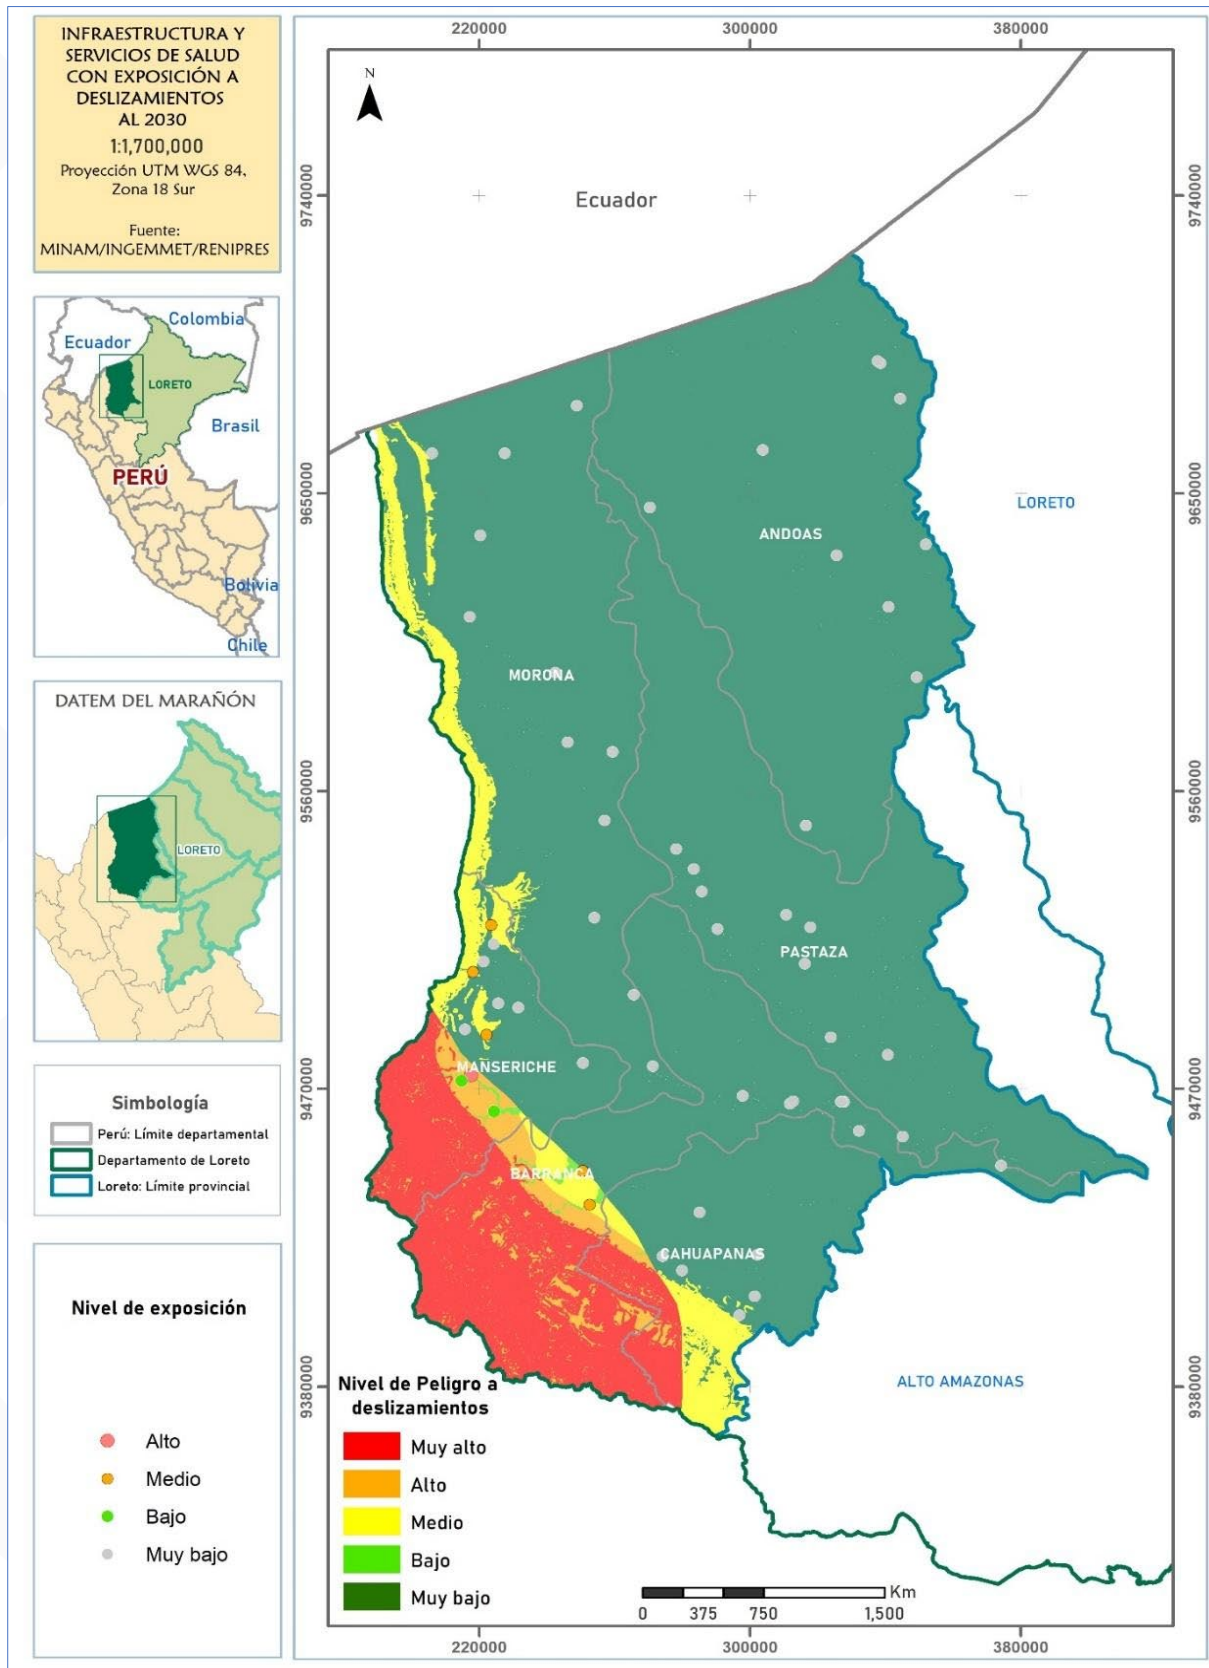 INFRAESTRUCTURA Y
SERVICIOS DE SALUD
CON EXPOSICIÓN A
DESLIZAMIENTOS
AL 2030
1:1,700,000
Proyección UTM WGS 84,
Zona 18 Sur
Fuente:
MINAM/INGEMMET/RENIPRES
Colombia
Ecuador
LORETO
Brasil
PERÚ
Bolivia
Chile
DATEM DEL MARAÑÓN
LORETO
Simbología
Perú: Límite departamental
Departamento de Loreto
Loreto: Límite provincial
Nivel de exposición
Alto
Medio
Bajo
Muy bajo
220000
300000
380000
N
9740000
9740000
Ecuador
9650000
9650000
LORETO
ANDOAS
MORONA
9560000
9560000
PASTAZA
MANSERICHE
9470000
9470000
BARRANCA
CAHUAPANAS
9380000
9380000
ALTO AMAZONAS
Nivel de Peligro a
deslizamientos
Muy alto
Alto
Medio
Bajo
Muy bajo
Km
0 375 750 1,500
220000
300000
380000